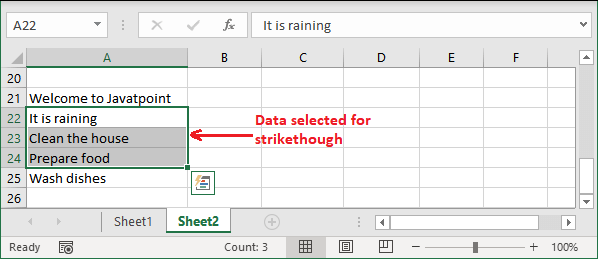 A22
fx
It is raining
A B C D E F
20
21 Welcome to Javatpoint
22 It is raining
23 Clean the house
24 Prepare food
25 Wash dishes
26
Data selected for
strikethough
Sheet1 Sheet2
Ready Count: 3 100%